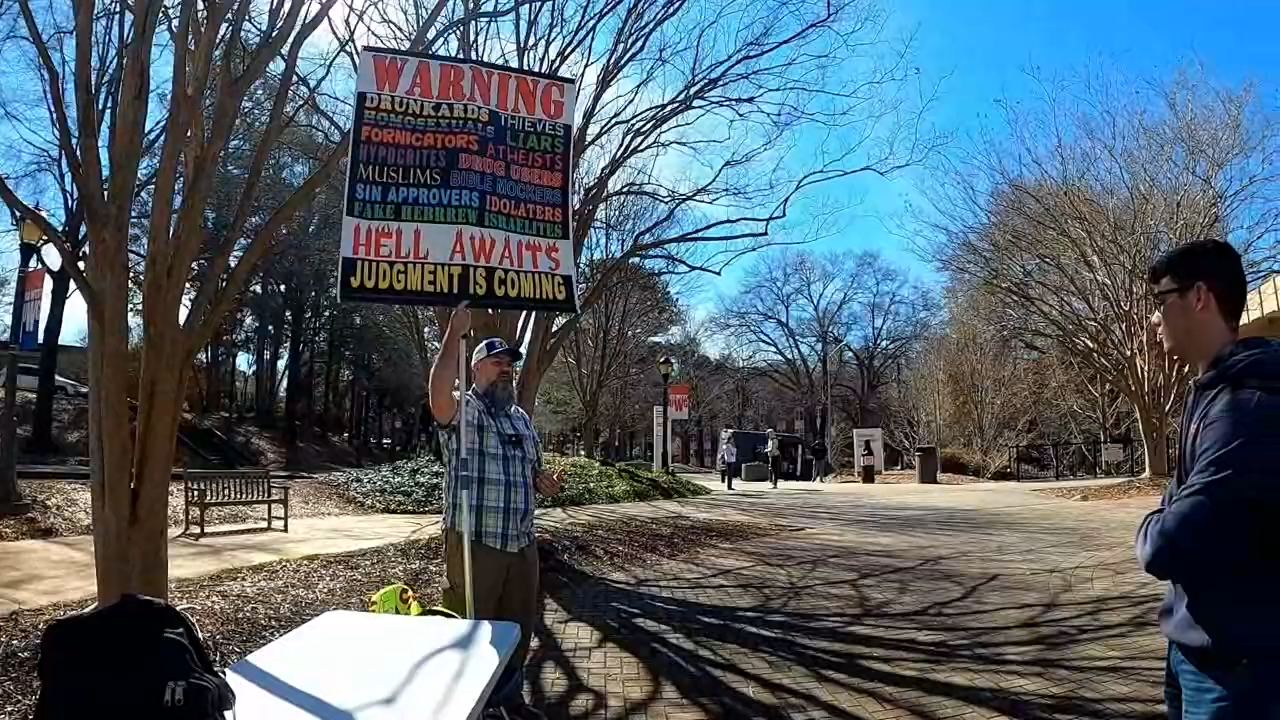 WARNING
DRUNKARDS THIEVES
HOMOSEXUALS LIARS
FORNICATORS ATHEISTS
HYPOCRITES DRUG USERS
MUSLIMS BIBLE MOCKERS
SIN APPROVERS IDOLATERS
FAKE HEBRREW ISRAELITES
HELL AWAITS
JUDGMENT IS COMING